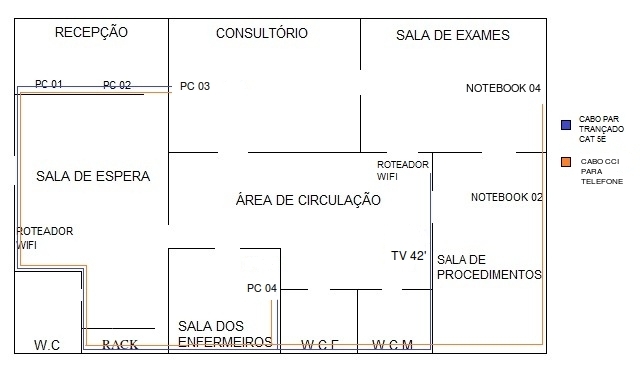 RECEPÇÃO
CONSULTÓRIO
SALA DE EXAMES
PC 01
PC 02
PC 03
NOTEBOOK 04
CABO PAR
TRANÇADO
CAT 5E
CABO CCI
PARA
TELEFONE
SALA DE ESPERA
ROTEADOR
WIFI
ÁREA DE CIRCULAÇÃO
NOTEBOOK 02
ROTEADOR
WIFI
TV 42'
SALA DE
PROCEDIMENTOS
PC 04
SALA DOS
ENFERMEIROS
W.C
RACK
W C F
W C M